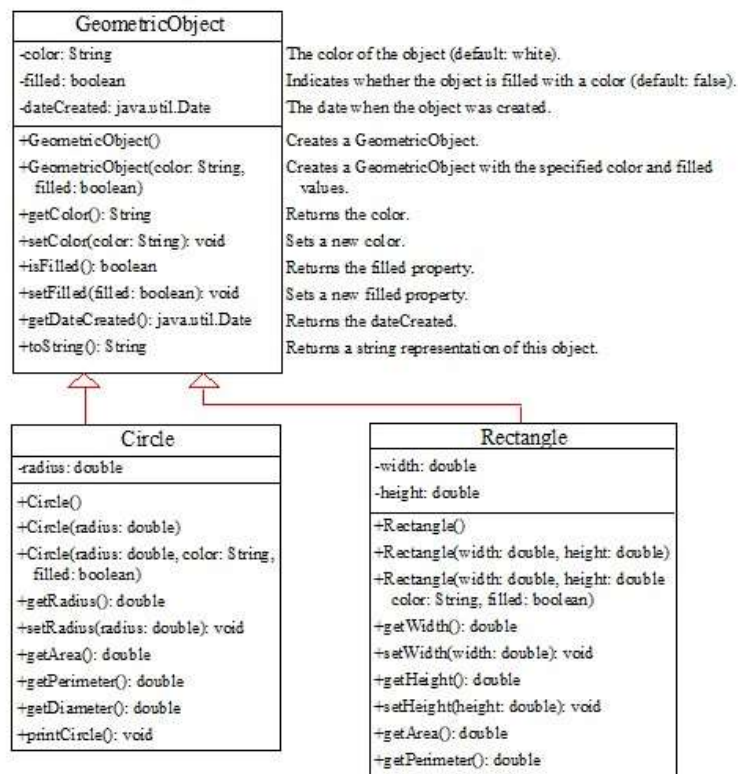 GeometricObject
-color: String The color of the object (default: white).
-filled: boolean Indicates whether the object is filled with a color (default: false).
-dateCreated: java.util.Date The date when the object was created.
+GeometricObject() Creates a GeometricObject.
+GeometricObject(color: String, Creates a GeometricObject with the specified color and filled
filled: boolean) values.
+getColor(): String Returns the color.
+setColor(color: String): void Sets a new color.
+isFilled(): boolean Returns the filled property.
+setFilled(filled: boolean): void Sets a new filled property.
+getDateCreated(): java.util.Date Returns the dateCreated.
+toString(): String Returns a string representation of this object.
Circle
-radius: double
+Circle()
+Circle(radius: double)
+Circle(radius: double, color: String,
filled: boolean)
+getRadius(): double
+setRadius(radius: double): void
+getArea(): double
+getPerimeter(): double
+getDiameter(): double
+printCircle(): void
Rectangle
-width: double
-height: double
+Rectangle()
+Rectangle(width: double, height: double)
+Rectangle(width: double, height: double
color: String, filled: boolean)
+getWidth(): double
+setWidth(width: double): void
+getHeight(): double
+setHeight(height: double): void
+getArea(): double
+getPerimeter(): double